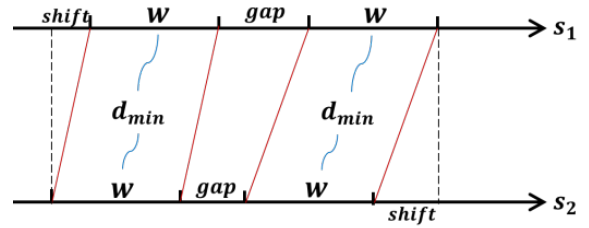 shift w gap w s₁
d_min d_min
w gap w s₂
shift